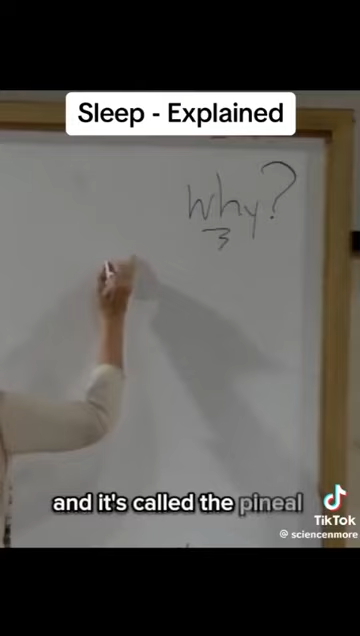 Sleep - Explained
Why?
3
and it's called the pineal
TikTok
@ sciencenmore